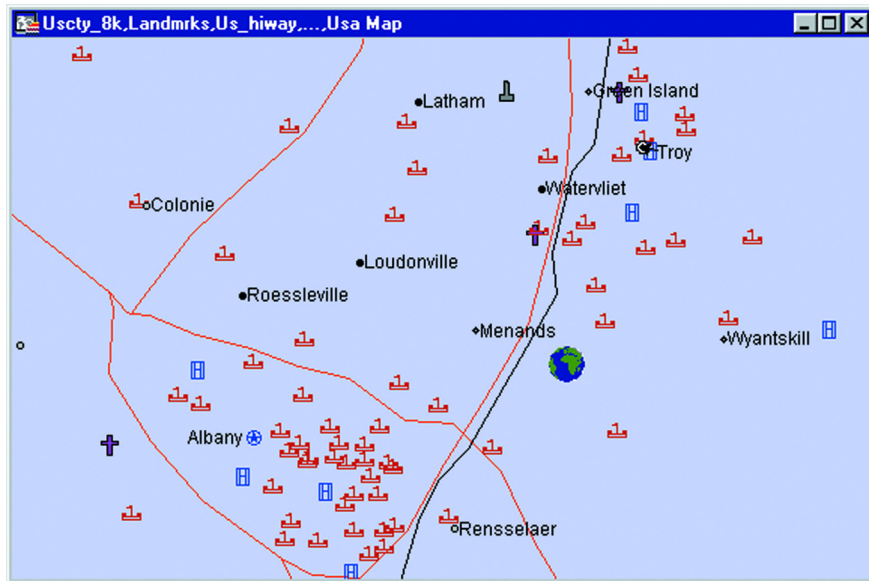 Uscty_8k,Landmrks,Us_hiway,...,Usa Map
Green Island
Latham
Troy
Watervliet
Colonie
Loudonville
Roessleville
Menands
Wyantskill
Albany
Rensselaer